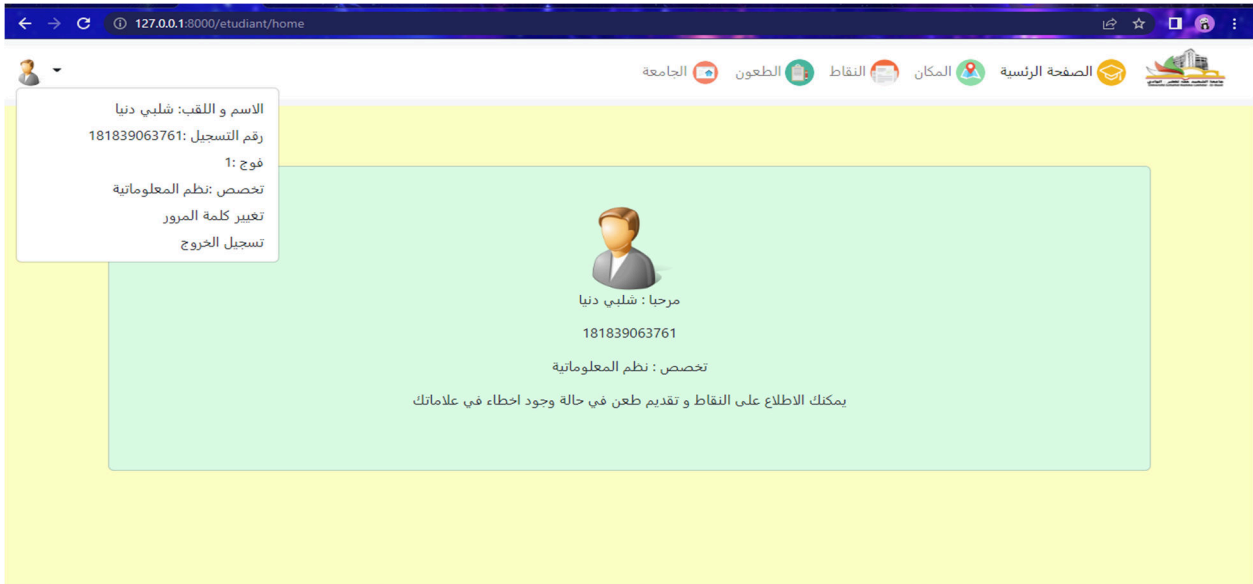 127.0.0.1:8000/etudiant/home
الصفحة الرئسية المكان النقاط الطعون الجامعة
الاسم و اللقب: شلبي دنيا
رقم التسجيل :181839063761
فوج :1
تخصص :نظم المعلوماتية
تغيير كلمة المرور
تسجيل الخروج
مرحبا : شلبي دنيا
181839063761
تخصص : نظم المعلوماتية
يمكنك الاطلاع على النقاط و تقديم طعن في حالة وجود اخطاء في علاماتك